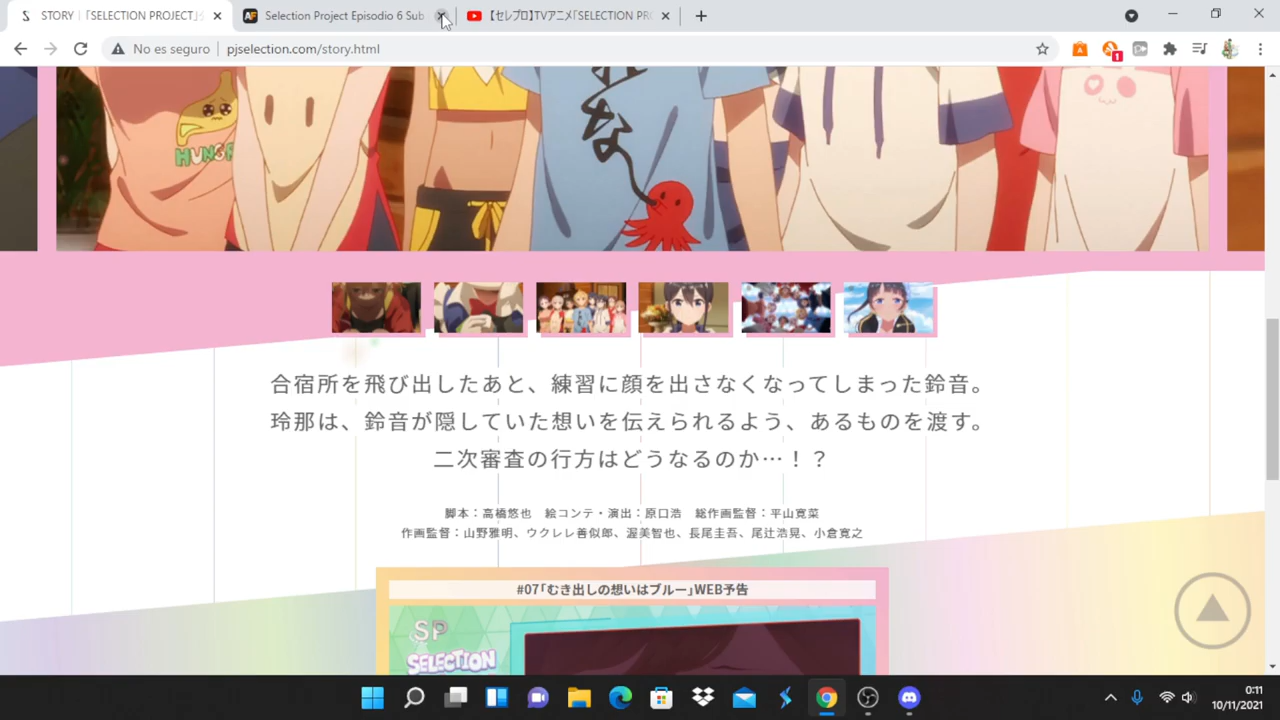 STORY | 「SELECTION PROJECT」
Selection Project Episodio 6 Sub
【セレプロ】TVアニメ「SELECTION PRO
No es seguro
pjselection.com/story.html
1
HUNGR
な
合宿所を飛び出したあと、練習に顔を出さなくなってしまった鈴音。
玲那は、鈴音が隠していた想いを伝えられるよう、あるものを渡す。
二次審査の行方はどうなるのか…！？
脚本：高橋悠也　絵コンテ・演出：原口浩　総作画監督：平山寛菜
作画監督：山野雅明、ウクレレ善似郎、渥美智也、長尾圭吾、尾辻浩晃、小倉寛之
#07「むき出しの想いはブルー」WEB予告
SP
SELECTION
0:11
10/11/2021